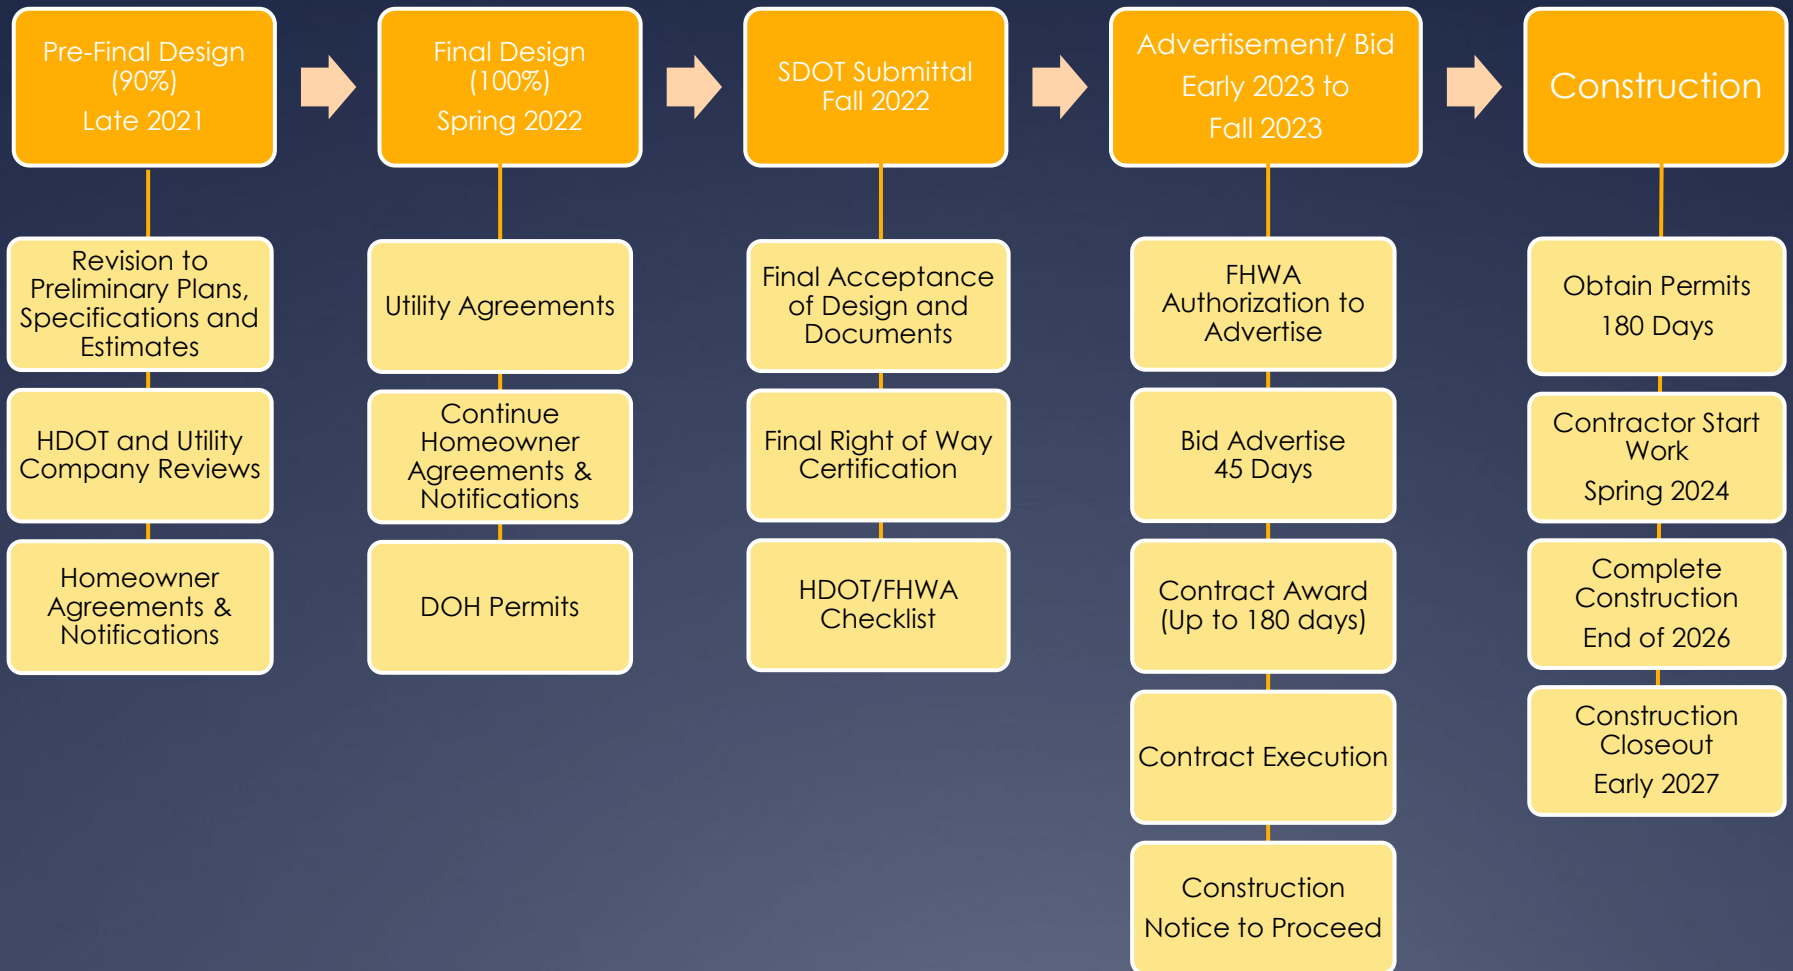 Pre-Final Design
(90%)
Late 2021
Final Design
(100%)
Spring 2022
SDOT Submittal
Fall 2022
Advertisement/ Bid
Early 2023 to
Fall 2023
Construction
Revision to
Preliminary Plans,
Specifications and
Estimates
HDOT and Utility
Company Reviews
Homeowner
Agreements &
Notifications
Utility Agreements
Continue
Homeowner
Agreements &
Notifications
DOH Permits
Final Acceptance
of Design and
Documents
Final Right of Way
Certification
HDOT/FHWA
Checklist
FHWA
Authorization to
Advertise
Bid Advertise
45 Days
Contract Award
(Up to 180 days)
Contract Execution
Construction
Notice to Proceed
Obtain Permits
180 Days
Contractor Start
Work
Spring 2024
Complete
Construction
End of 2026
Construction
Closeout
Early 2027